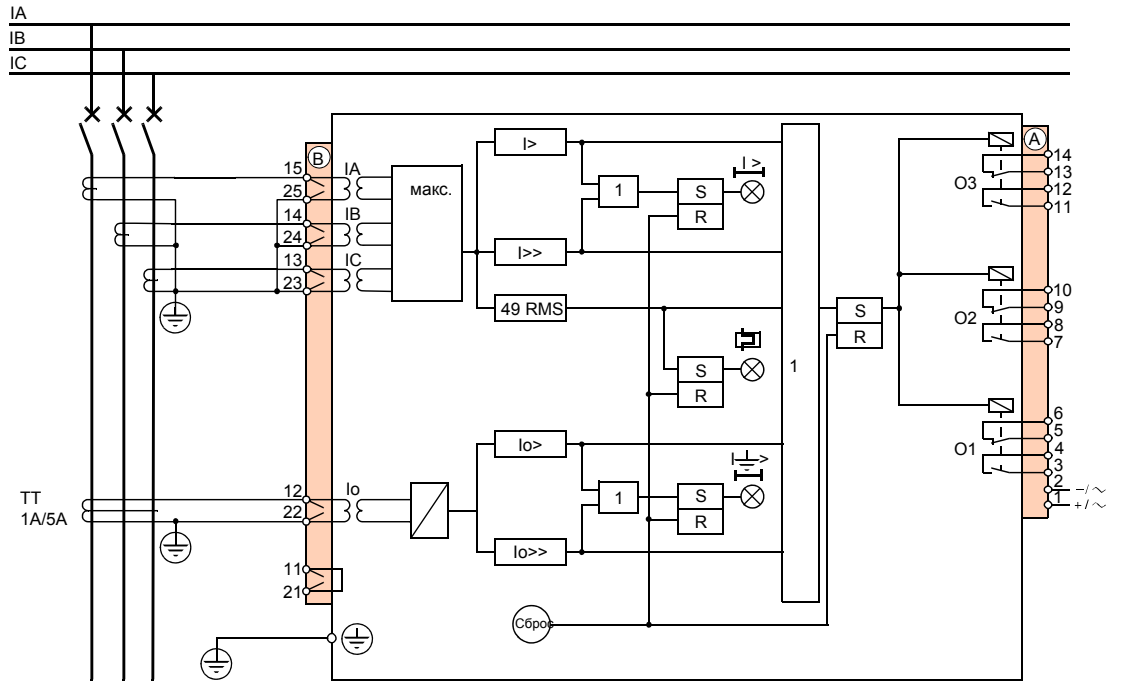 IA
IB
IC
B
A
15
25
14
24
13
23
IA
IB
IC
макс.
I>
I>>
49 RMS
1
S
R
I >
S
R
1
S
R
O3
14
13
12
11
O2
10
9
8
7
O1
6
5
4
3
2
1
−/～
+/～
ТТ
1A/5A
12
22
Io
Io>
Io>>
1
S
R
I >
11
21
Сброс